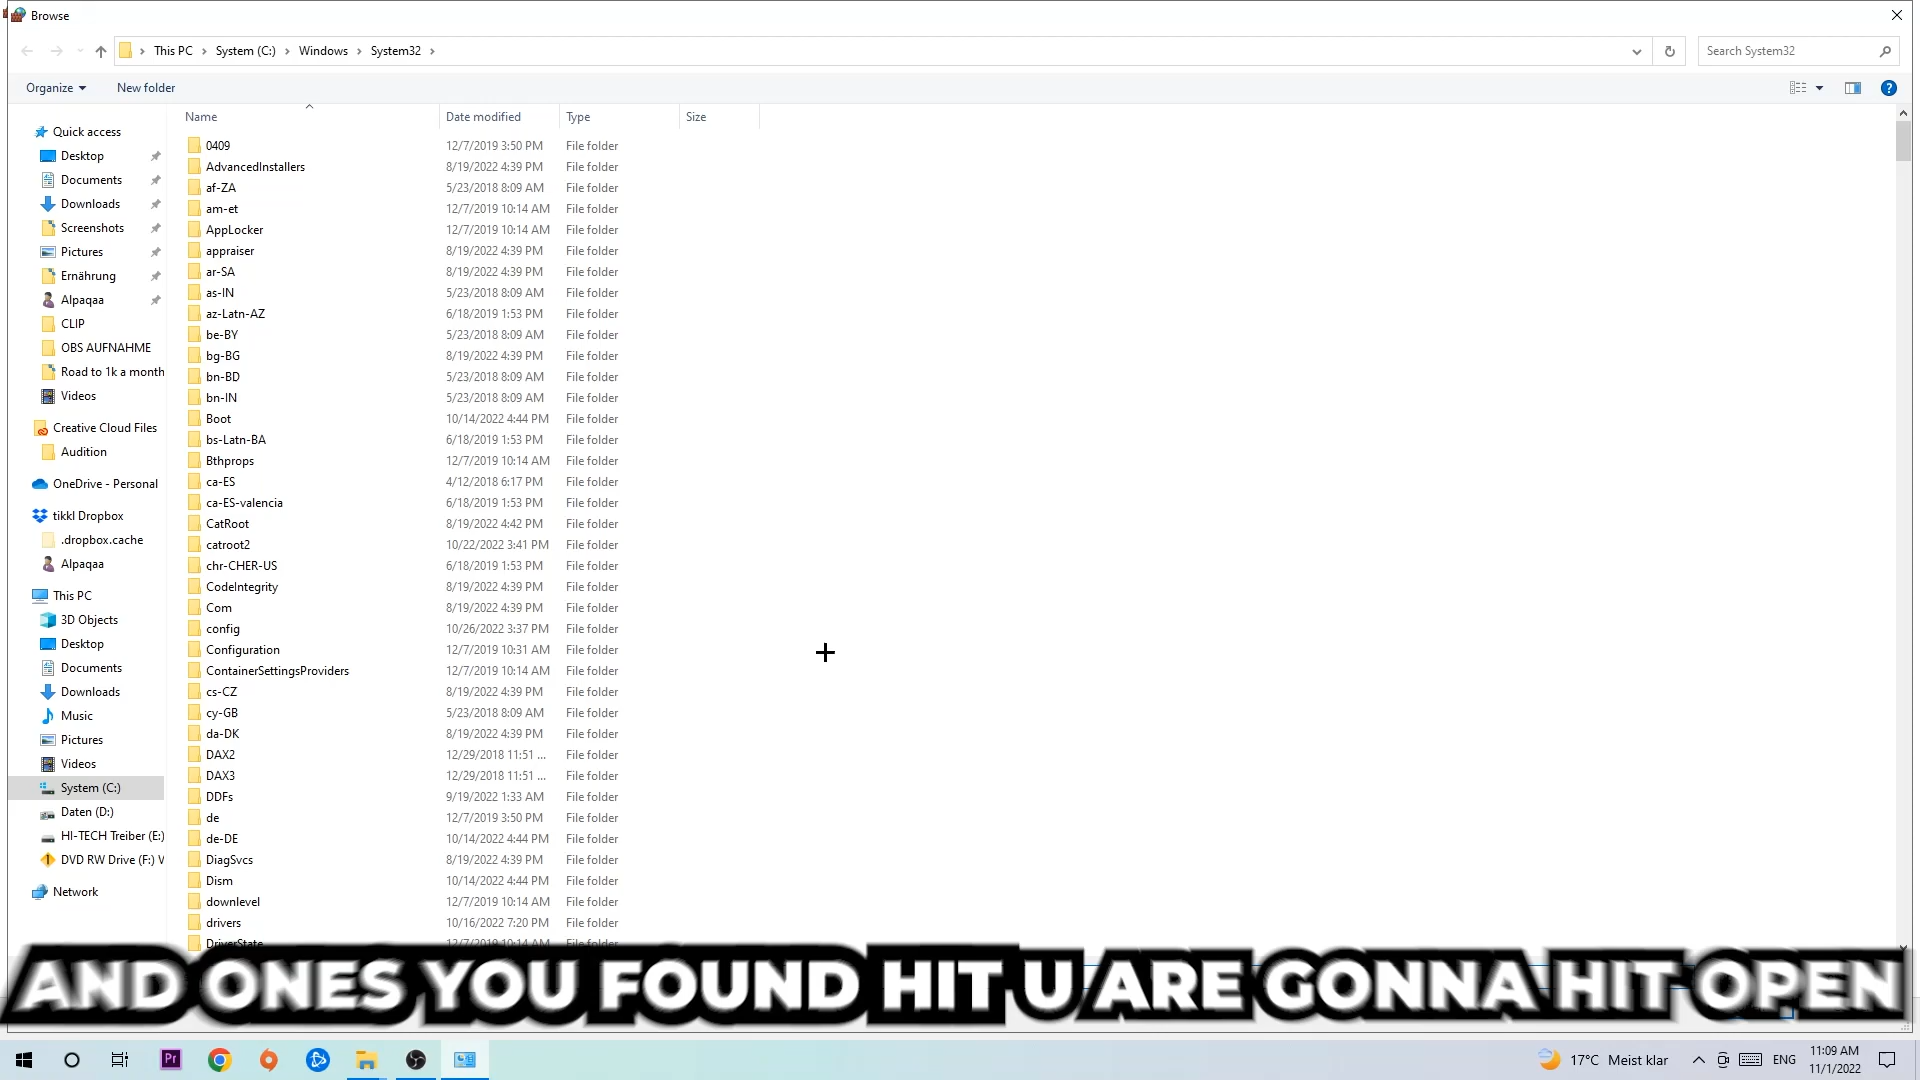 Browse
This PC > System (C:) > Windows > System32 >
Search System32
Organize
New folder
Name Date modified Type Size
Quick access
Desktop
Documents
Downloads
Screenshots
Pictures
Ernährung
Alpaqaa
CLIP
OBS AUFNAHME
Road to 1k a month
Videos
Creative Cloud Files
Audition
OneDrive - Personal
tikkl Dropbox
.dropbox.cache
Alpaqaa
This PC
3D Objects
Desktop
Documents
Downloads
Music
Pictures
Videos
System (C:)
Daten (D:)
HI-TECH Treiber (E:)
DVD RW Drive (F:) V
Network
0409 12/7/2019 3:50 PM File folder
AdvancedInstallers 8/19/2022 4:39 PM File folder
af-ZA 5/23/2018 8:09 AM File folder
am-et 12/7/2019 10:14 AM File folder
AppLocker 12/7/2019 10:14 AM File folder
appraiser 8/19/2022 4:39 PM File folder
ar-SA 8/19/2022 4:39 PM File folder
as-IN 5/23/2018 8:09 AM File folder
az-Latn-AZ 6/18/2019 1:53 PM File folder
be-BY 5/23/2018 8:09 AM File folder
bg-BG 8/19/2022 4:39 PM File folder
bn-BD 5/23/2018 8:09 AM File folder
bn-IN 5/23/2018 8:09 AM File folder
Boot 10/14/2022 4:44 PM File folder
bs-Latn-BA 6/18/2019 1:53 PM File folder
Bthprops 12/7/2019 10:14 AM File folder
ca-ES 4/12/2018 6:17 PM File folder
ca-ES-valencia 6/18/2019 1:53 PM File folder
CatRoot 8/19/2022 4:42 PM File folder
catroot2 10/22/2022 3:41 PM File folder
chr-CHER-US 6/18/2019 1:53 PM File folder
CodeIntegrity 8/19/2022 4:39 PM File folder
Com 8/19/2022 4:39 PM File folder
config 10/26/2022 3:37 PM File folder
Configuration 12/7/2019 10:31 AM File folder
ContainerSettingsProviders 12/7/2019 10:14 AM File folder
cs-CZ 8/19/2022 4:39 PM File folder
cy-GB 5/23/2018 8:09 AM File folder
da-DK 8/19/2022 4:39 PM File folder
DAX2 12/29/2018 11:51 ... File folder
DAX3 12/29/2018 11:51 ... File folder
DDFs 9/19/2022 1:33 AM File folder
de 12/7/2019 3:50 PM File folder
de-DE 10/14/2022 4:44 PM File folder
DiagSvcs 8/19/2022 4:39 PM File folder
Dism 10/14/2022 4:44 PM File folder
downlevel 12/7/2019 10:14 AM File folder
drivers 10/16/2022 7:20 PM File folder
DriverState 12/7/2019 10:14 AM File folder
AND ONES YOU FOUND HIT U ARE GONNA HIT OPEN
Pr
17°C Meist klar
ENG
11:09 AM
11/1/2022